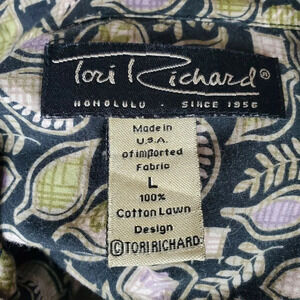 Tori Richard®
HONOLULU . SINCE 1956
Made in
U.S.A.
of imported
Fabric
L
100%
Cotton Lawn
Design
©TORI RICHARD